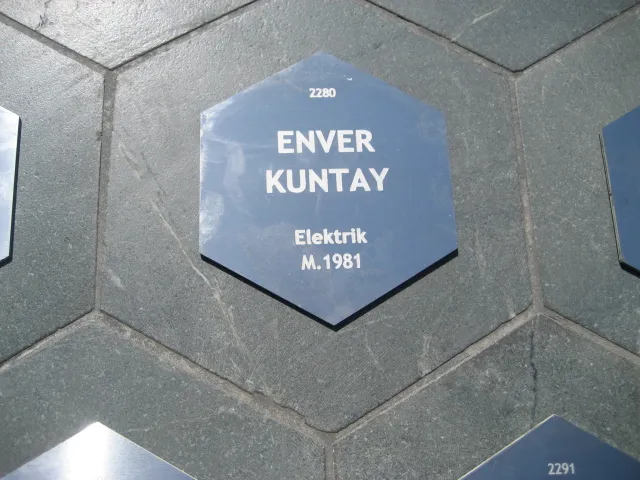 2280
ENVER
KUNTAY
Elektrik
M.1981
2291